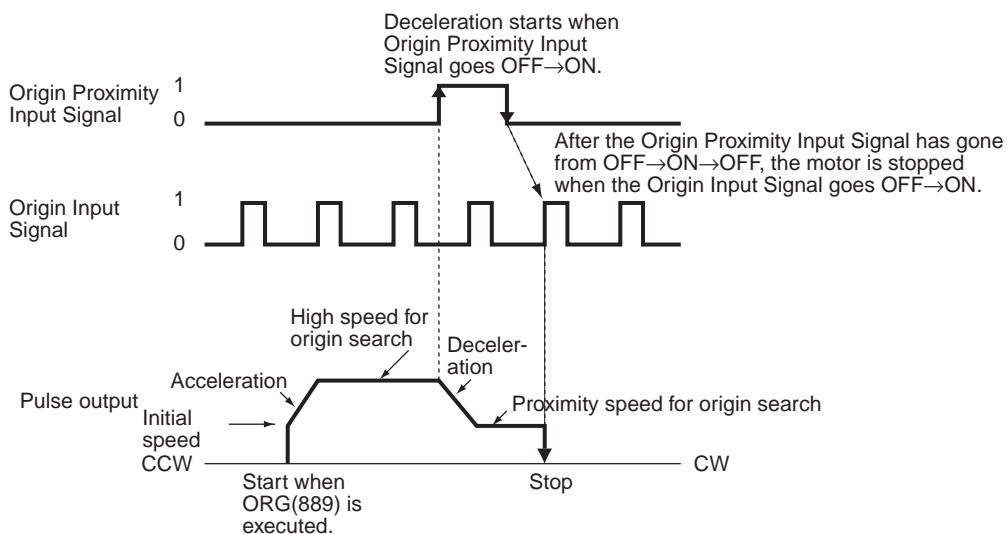 Deceleration starts when
Origin Proximity Input
Signal goes OFF→ON.
Origin Proximity
Input Signal
1
0
After the Origin Proximity Input Signal has gone
from OFF→ON→OFF, the motor is stopped
when the Origin Input Signal goes OFF→ON.
Origin Input
Signal
1
0
High speed for
origin search
Deceler-
ation
Acceleration
Pulse output
Proximity speed for origin search
Initial
speed
CCW
CW
Start when
ORG(889) is
executed.
Stop